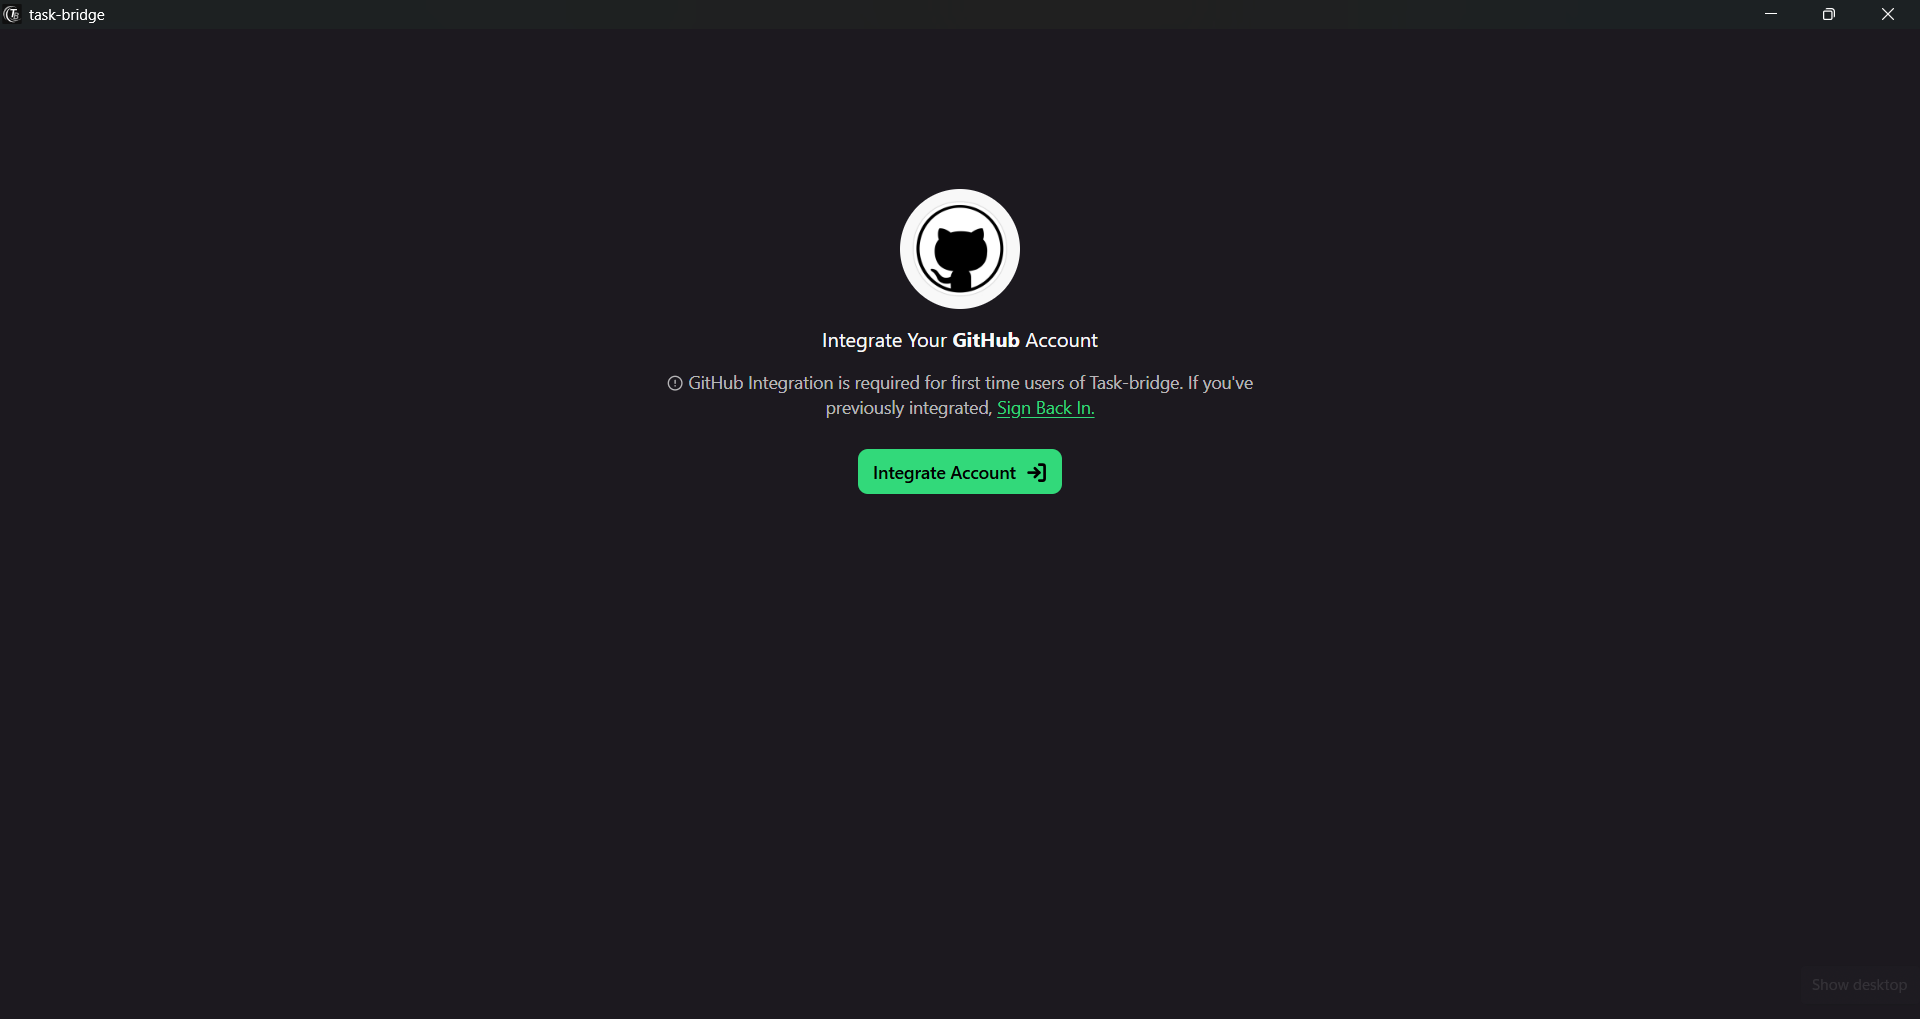 task-bridge
Integrate Your GitHub Account
GitHub Integration is required for first time users of Task-bridge. If you've
previously integrated, Sign Back In.
Integrate Account
Show desktop